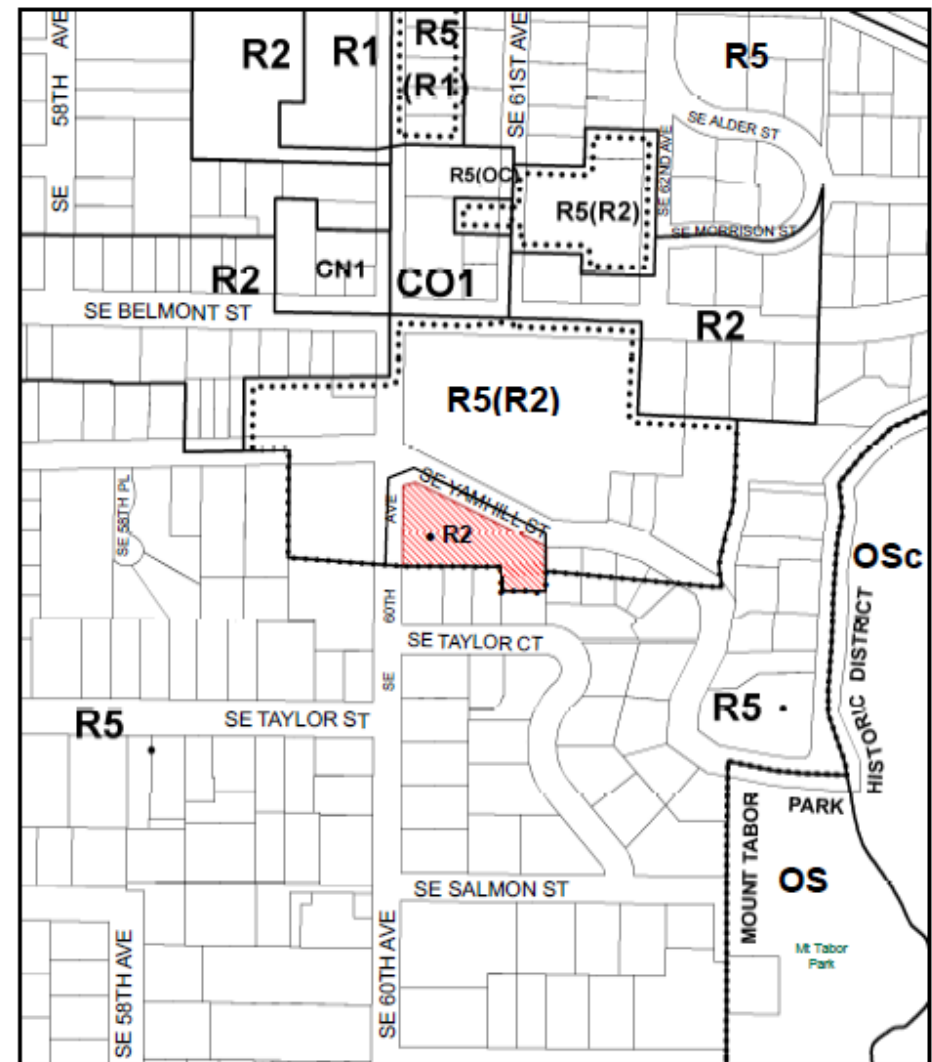 58TH AVE
SE
R2
R1
R5
(R1)
SE 61ST AVE
R5
SE ALDER ST
SE 62ND AVE
R5(OC)
R5(R2)
SE MORRISON ST
R2
CN1
CO1
SE BELMONT ST
R2
R5(R2)
SE YAMHILL ST
SE 58TH PL
AVE
R2
60TH
SE
OSc
HISTORIC DISTRICT
SE TAYLOR CT
R5
SE TAYLOR ST
R5
MOUNT TABOR
PARK
OS
SE SALMON ST
Mt Tabor
Park
SE 58TH AVE
SE 60TH AVE